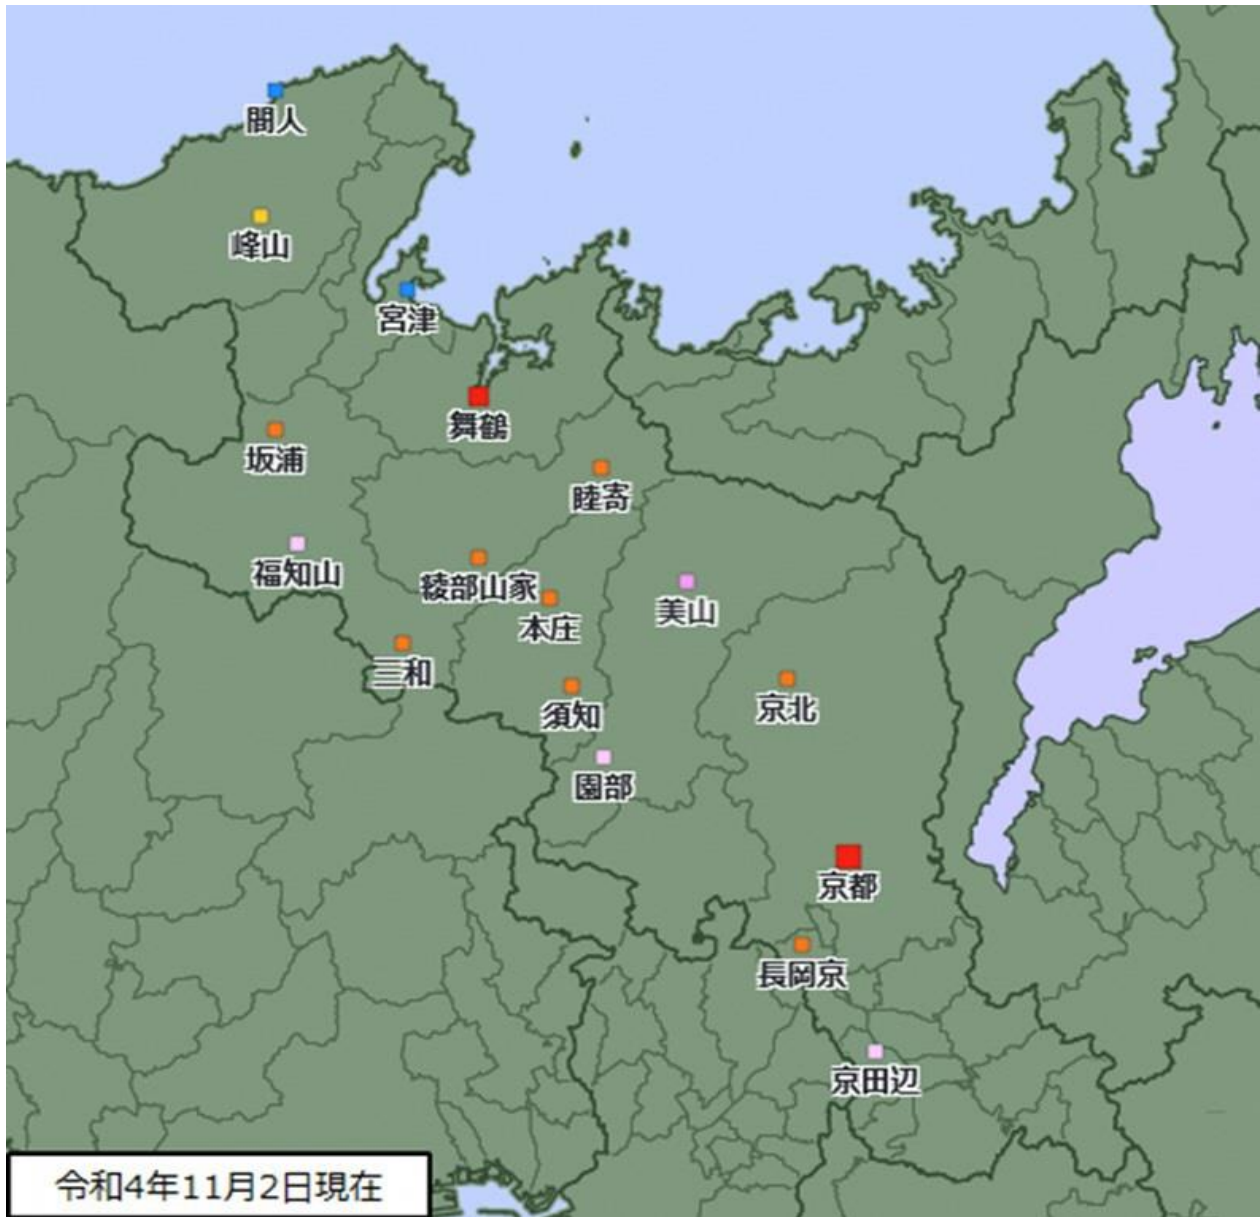 間人
峰山
宮津
舞鶴
坂浦
睦寄
福知山
綾部山家
美山
本庄
三和
京北
須知
園部
京都
長岡京
京田辺
令和4年11月2日現在